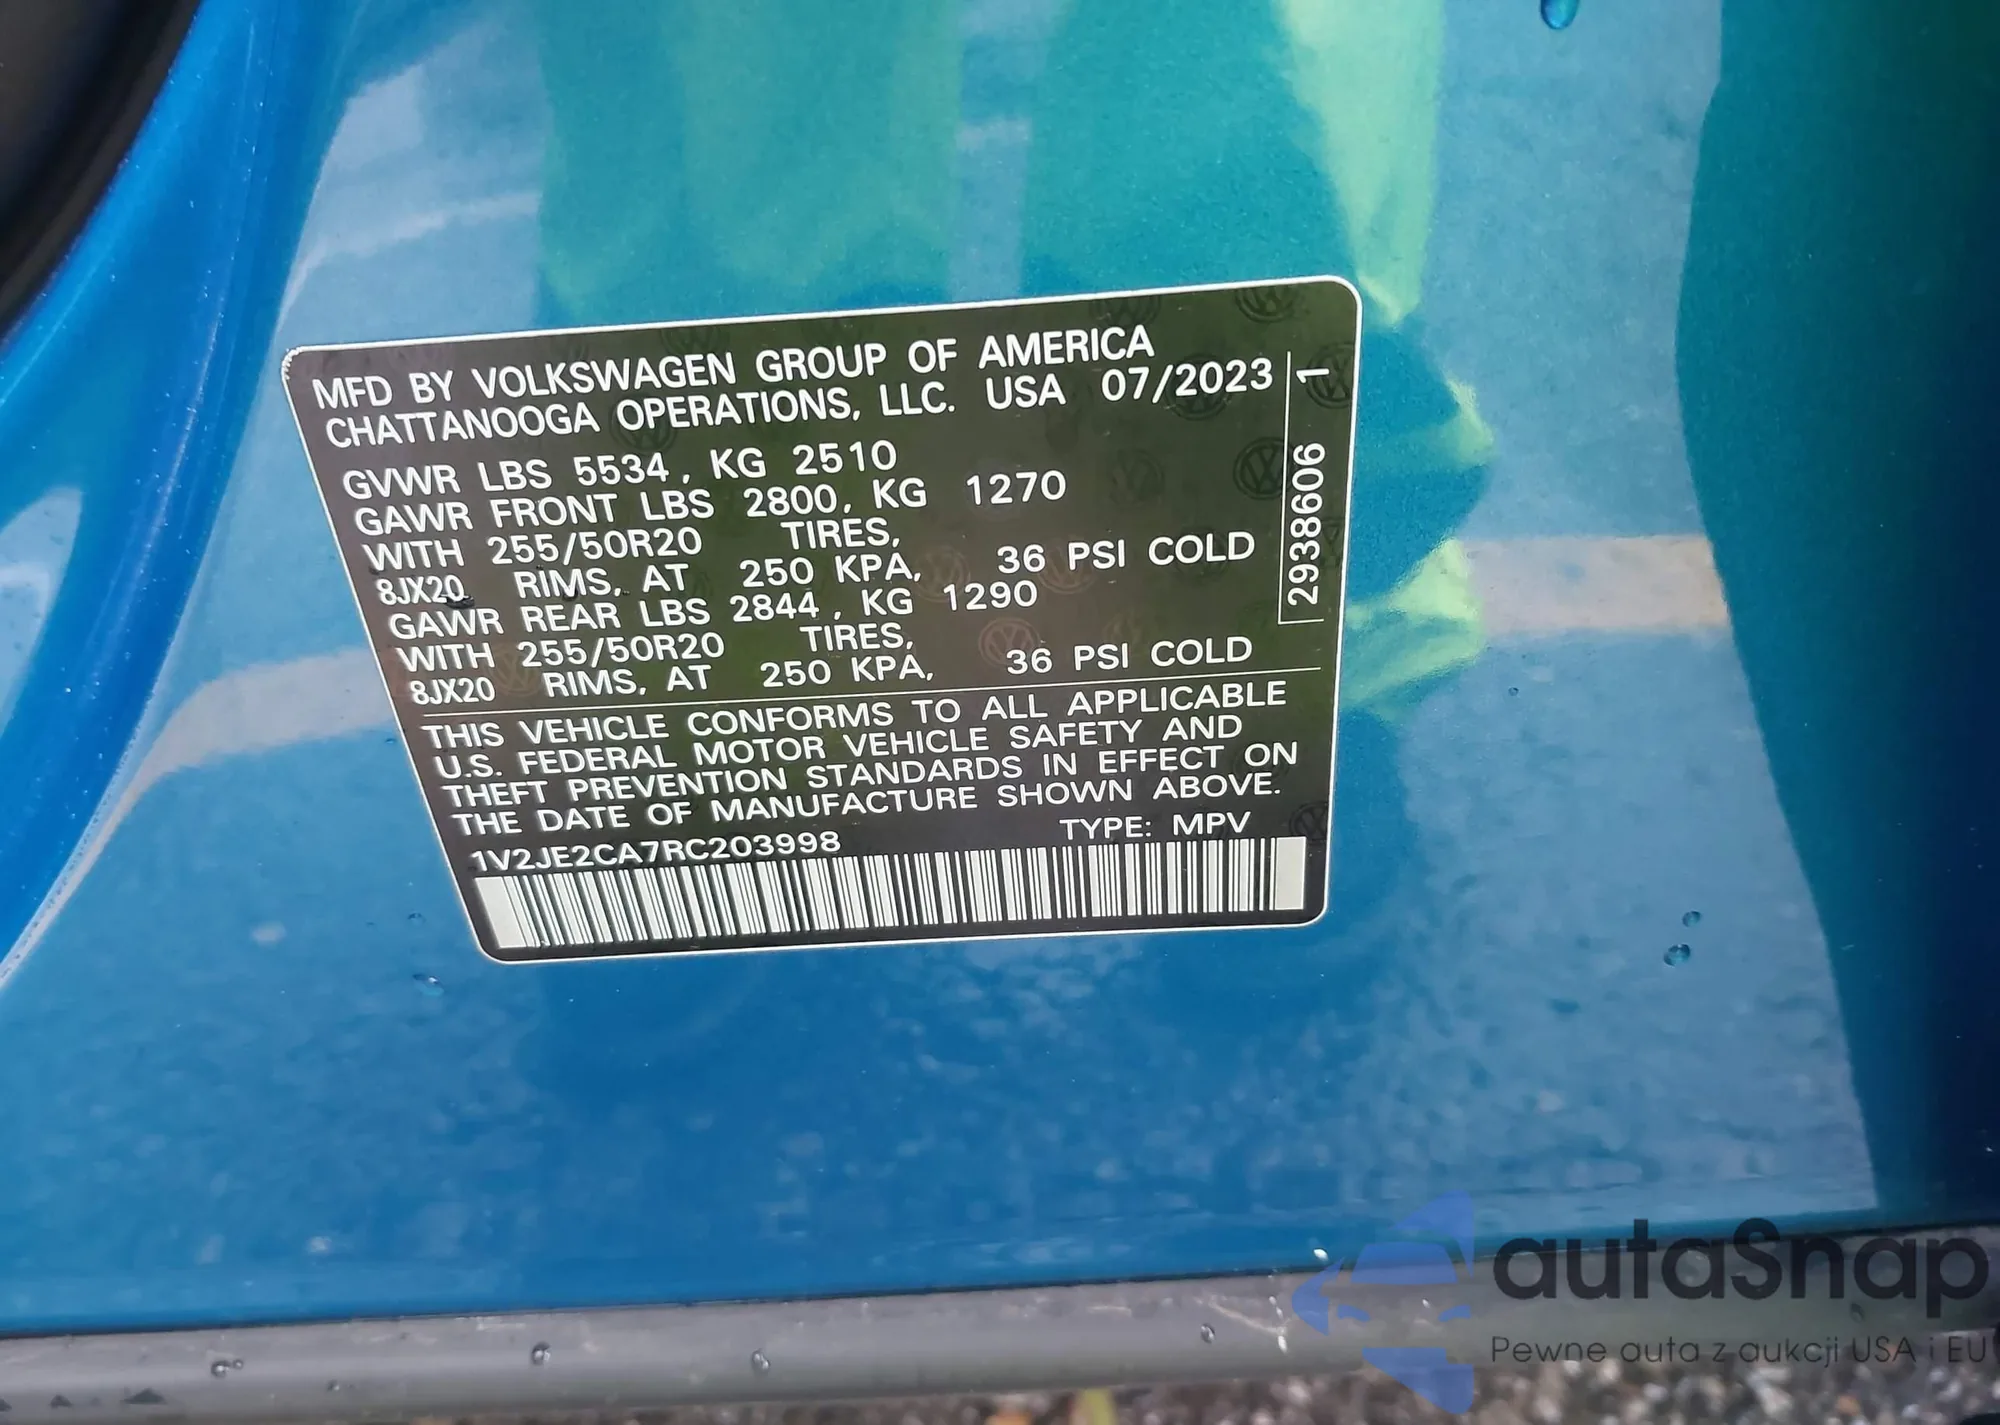 MFD BY VOLKSWAGEN GROUP OF AMERICA
CHATTANOOGA OPERATIONS, LLC. USA 07/2023
GVWR LBS 5534, KG 2510
GAWR FRONT LBS 2800, KG 1270
WITH 255/50R20 TIRES,
8JX20 RIMS, AT 250 KPA, 36 PSI COLD
GAWR REAR LBS 2844, KG 1290
WITH 255/50R20 TIRES,
8JX20 RIMS, AT 250 KPA, 36 PSI COLD
2938606 1
THIS VEHICLE CONFORMS TO ALL APPLICABLE
U.S. FEDERAL MOTOR VEHICLE SAFETY AND
THEFT PREVENTION STANDARDS IN EFFECT ON
THE DATE OF MANUFACTURE SHOWN ABOVE.
1V2JE2CA7RC203998 TYPE: MPV
autaSnap
Pewne auta z aukcji USA i EU